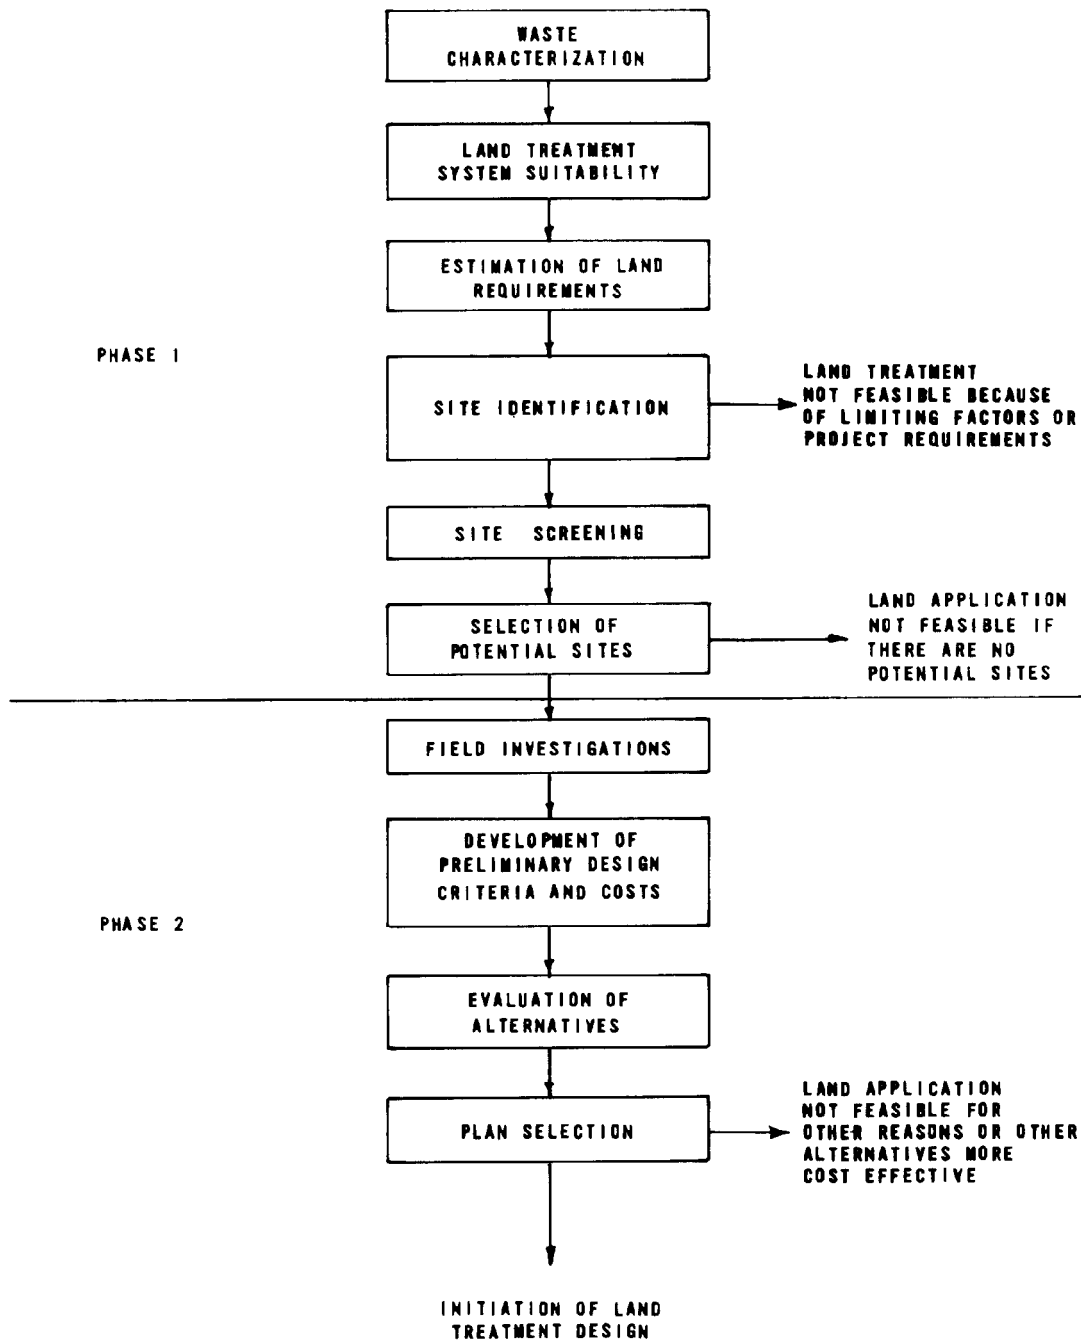 WASTE
CHARACTERIZATION
LAND TREATMENT
SYSTEM SUITABILITY
ESTIMATION OF LAND
REQUIREMENTS
PHASE 1
SITE IDENTIFICATION
LAND TREATMENT
NOT FEASIBLE BECAUSE
OF LIMITING FACTORS OR
PROJECT REQUIREMENTS
SITE SCREENING
SELECTION OF
POTENTIAL SITES
LAND APPLICATION
NOT FEASIBLE IF
THERE ARE NO
POTENTIAL SITES
FIELD INVESTIGATIONS
DEVELOPMENT OF
PRELIMINARY DESIGN
CRITERIA AND COSTS
PHASE 2
EVALUATION OF
ALTERNATIVES
PLAN SELECTION
LAND APPLICATION
NOT FEASIBLE FOR
OTHER REASONS OR OTHER
ALTERNATIVES MORE
COST EFFECTIVE
INITIATION OF LAND
TREATMENT DESIGN